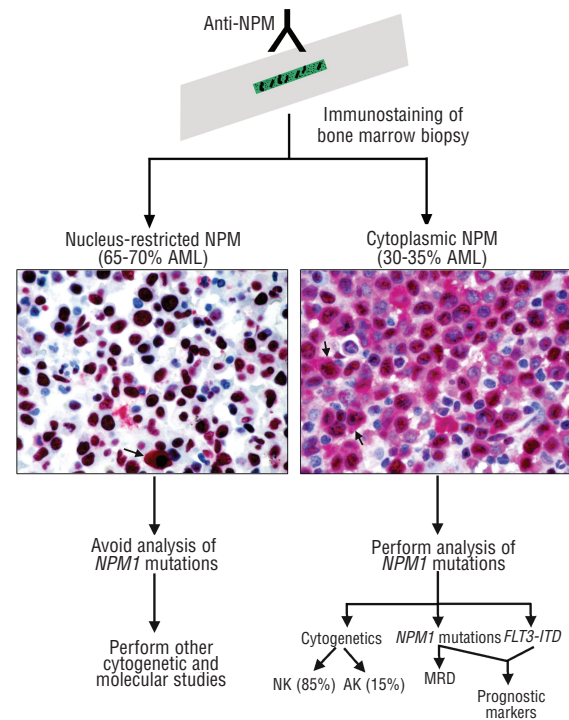 Anti-NPM
Immunostaining of
bone marrow biopsy
Nucleus-restricted NPM
(65-70% AML)
Cytoplasmic NPM
(30-35% AML)
Avoid analysis of
NPM1 mutations
Perform analysis of
NPM1 mutations
Perform other
cytogenetic and
molecular studies
Cytogenetics
NPM1 mutations
FLT3-ITD
NK (85%)
AK (15%)
MRD
Prognostic
markers